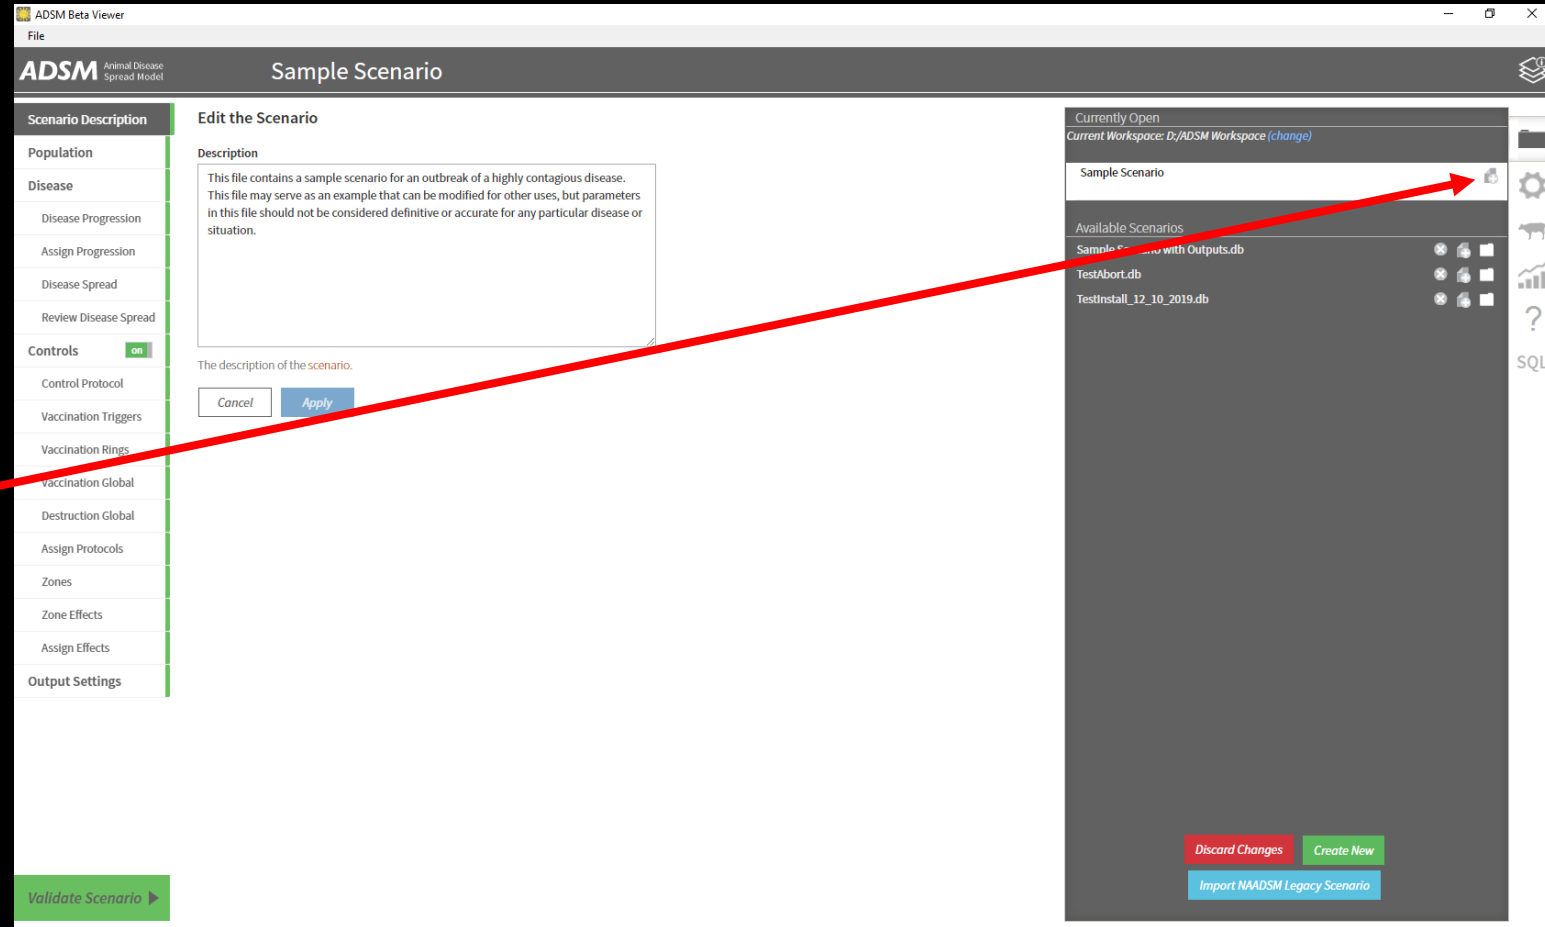 ADSM Beta Viewer
File
ADSM Animal Disease
Spread Model
Sample Scenario
Scenario Description
Population
Disease
Disease Progression
Assign Progression
Disease Spread
Review Disease Spread
Controls on
Control Protocol
Vaccination Triggers
Vaccination Rings
Vaccination Global
Destruction Global
Assign Protocols
Zones
Zone Effects
Assign Effects
Output Settings
Validate Scenario
Edit the Scenario
Description
This file contains a sample scenario for an outbreak of a highly contagious disease.
This file may serve as an example that can be modified for other uses, but parameters
in this file should not be considered definitive or accurate for any particular disease or
situation.
The description of the scenario.
Cancel Apply
Currently Open
Current Workspace: D:/ADSM Workspace (change)
Sample Scenario
Available Scenarios
Sample Scenario with Outputs.db
TestAbort.db
TestInstall_12_10_2019.db
Discard Changes Create New
Import NAADSM Legacy Scenario
?
SQL